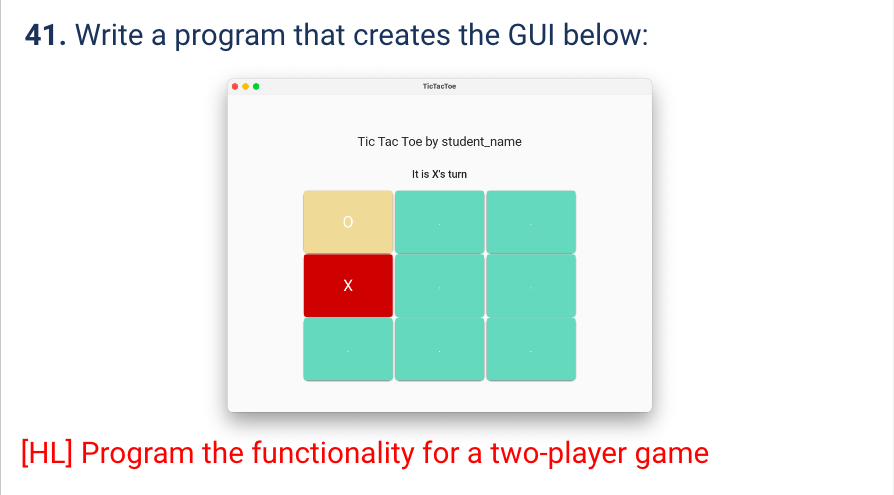 41. Write a program that creates the GUI below:
TicTacToe
Tic Tac Toe by student_name
It is X's turn
O . .
X . .
. . .
[HL] Program the functionality for a two-player game